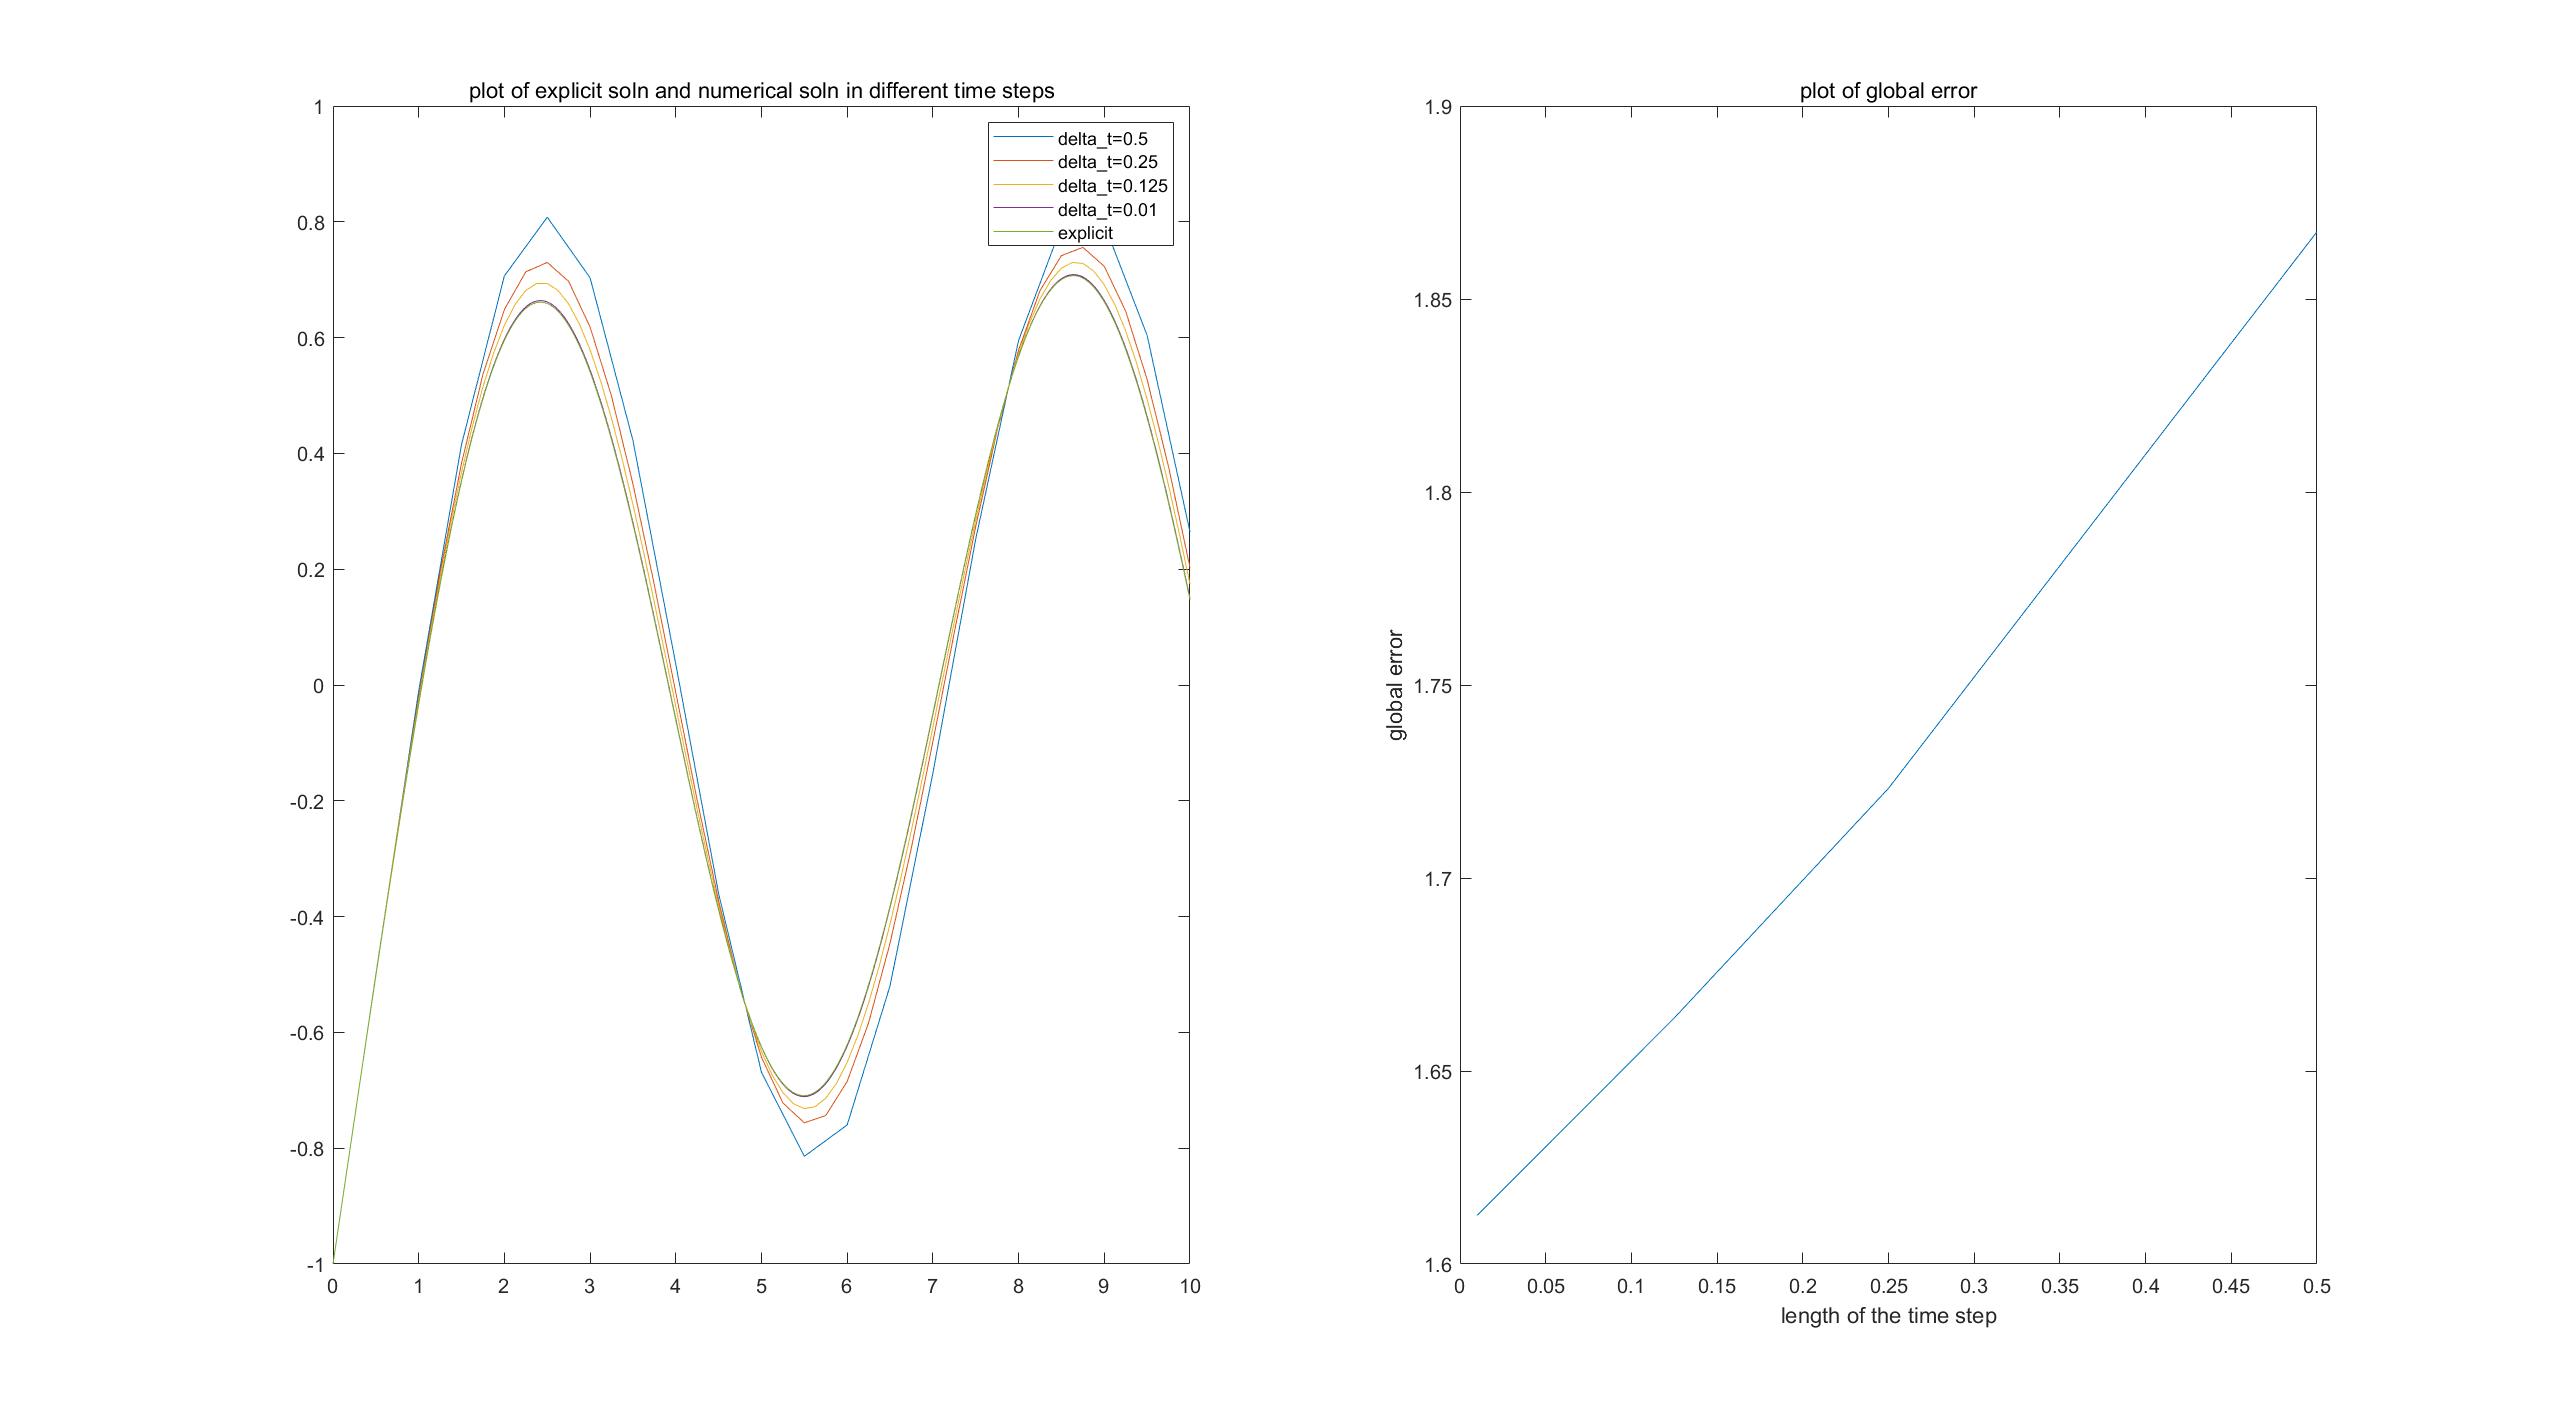 plot of explicit soln and numerical soln in different time steps
1
0.8
0.6
0.4
0.2
0
-0.2
-0.4
-0.6
-0.8
-1
0 1 2 3 4 5 6 7 8 9 10
delta_t=0.5
delta_t=0.25
delta_t=0.125
delta_t=0.01
explicit
plot of global error
1.9
1.85
1.8
1.75
1.7
1.65
1.6
global error
0 0.05 0.1 0.15 0.2 0.25 0.3 0.35 0.4 0.45 0.5
length of the time step